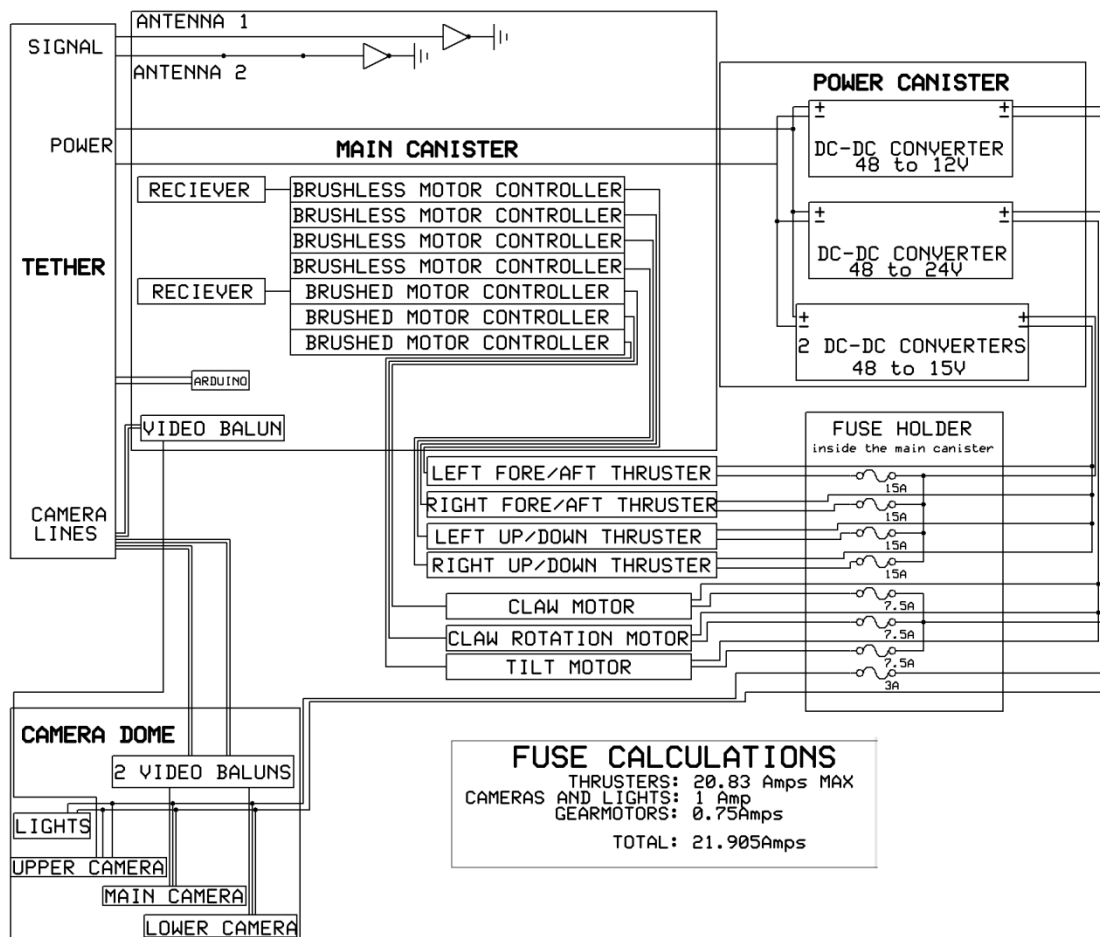 ANTENNA 1
SIGNAL
ANTENNA 2
POWER CANISTER
+
-
+
-
DC-DC CONVERTER
48 to 12V
POWER
MAIN CANISTER
RECIEVER
BRUSHLESS MOTOR CONTROLLER
BRUSHLESS MOTOR CONTROLLER
BRUSHLESS MOTOR CONTROLLER
BRUSHLESS MOTOR CONTROLLER
RECIEVER
BRUSHED MOTOR CONTROLLER
BRUSHED MOTOR CONTROLLER
BRUSHED MOTOR CONTROLLER
TETHER
+
-
+
-
DC-DC CONVERTER
48 to 24V
+
-
+
-
2 DC-DC CONVERTERS
48 to 15V
ARDUINO
VIDEO BALUN
FUSE HOLDER
inside the main canister
LEFT FORE/AFT THRUSTER
15A
RIGHT FORE/AFT THRUSTER
15A
LEFT UP/DOWN THRUSTER
15A
RIGHT UP/DOWN THRUSTER
15A
CAMERA
LINES
CLAW MOTOR
7.5A
CLAW ROTATION MOTOR
7.5A
TILT MOTOR
7.5A
3A
CAMERA DOME
2 VIDEO BALUNS
LIGHTS
UPPER CAMERA
MAIN CAMERA
LOWER CAMERA
FUSE CALCULATIONS
THRUSTERS: 20.83 Amps MAX
CAMERAS AND LIGHTS: 1 Amp
GEARMOTORS: 0.75Amps
TOTAL: 21.905Amps